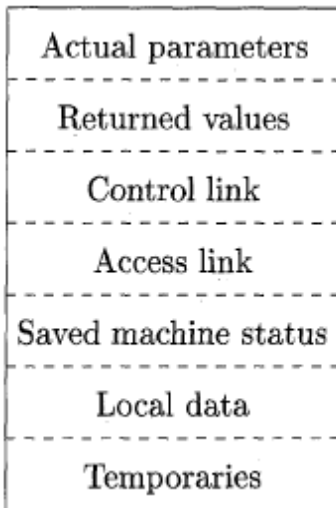 Actual parameters
Returned values
Control link
Access link
Saved machine status
Local data
Temporaries